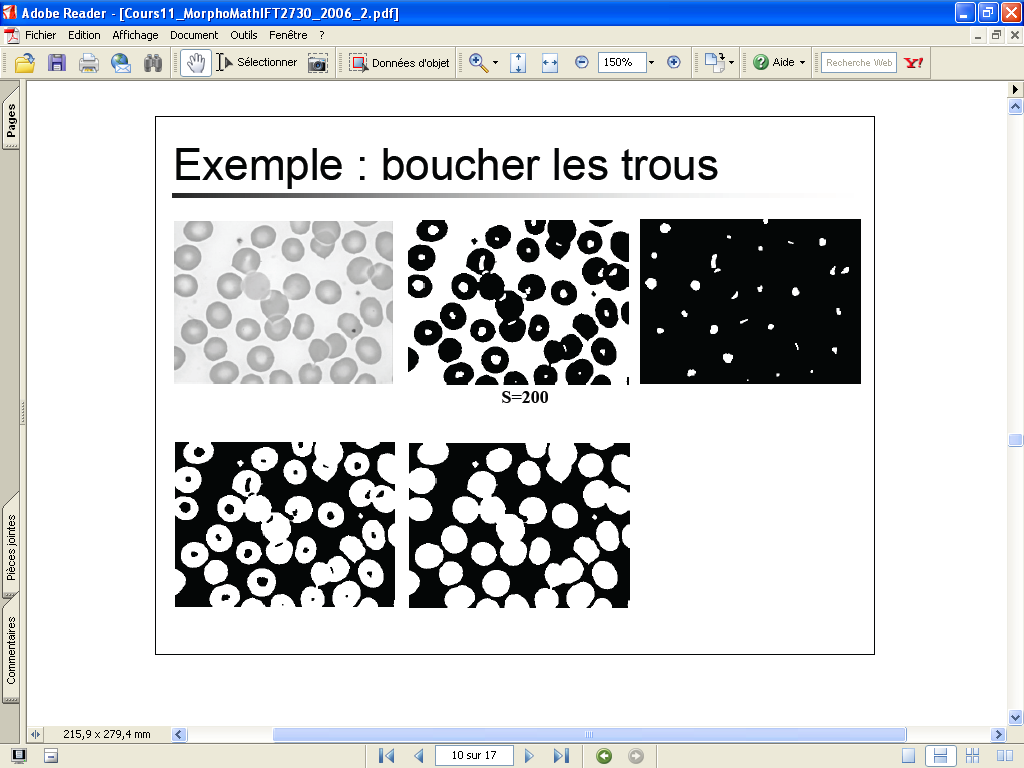 Adobe Reader - [Cours11_MorphoMathIFT2730_2006_2.pdf]
Fichier Edition Affichage Document Outils Fenêtre ?
Sélectionner Données d'objet 150% Aide Recherche Web Y!
Pages
Exemple : boucher les trous
S=200
Pièces jointes
Commentaires
215,9 x 279,4 mm
10 sur 17